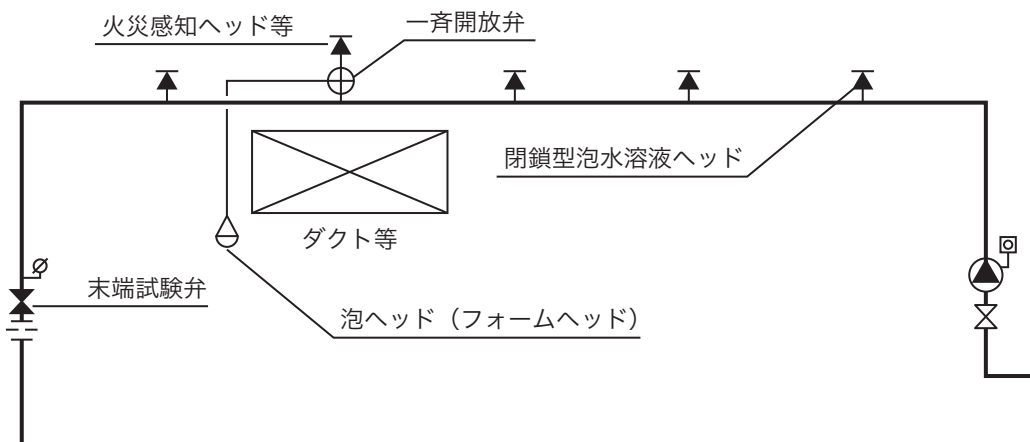 火災感知ヘッド等
一斉開放弁
閉鎖型泡水溶液ヘッド
ダクト等
末端試験弁
泡ヘッド（フォームヘッド）